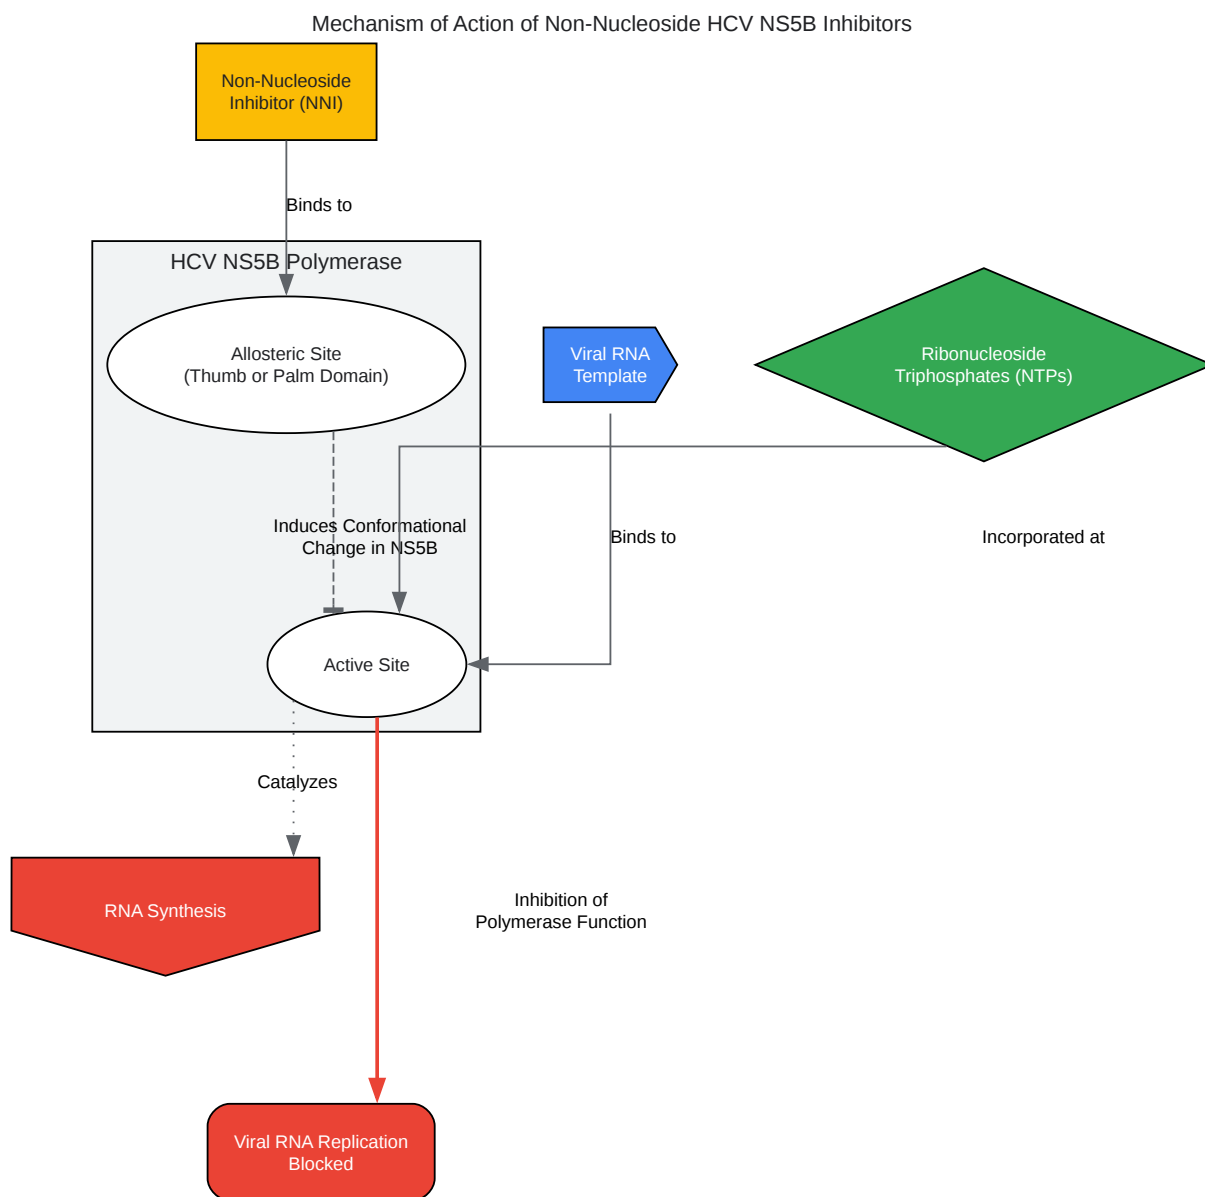 Mechanism of Action of Non-Nucleoside HCV NS5B Inhibitors
Non-Nucleoside
Inhibitor (NNI)
Binds to
HCV NS5B Polymerase
Allosteric Site
(Thumb or Palm Domain)
Viral RNA
Template
Ribonucleoside
Triphosphates (NTPs)
Induces Conformational
Change in NS5B
Binds to
Incorporated at
Active Site
Catalyzes
RNA Synthesis
Inhibition of
Polymerase Function
Viral RNA Replication
Blocked